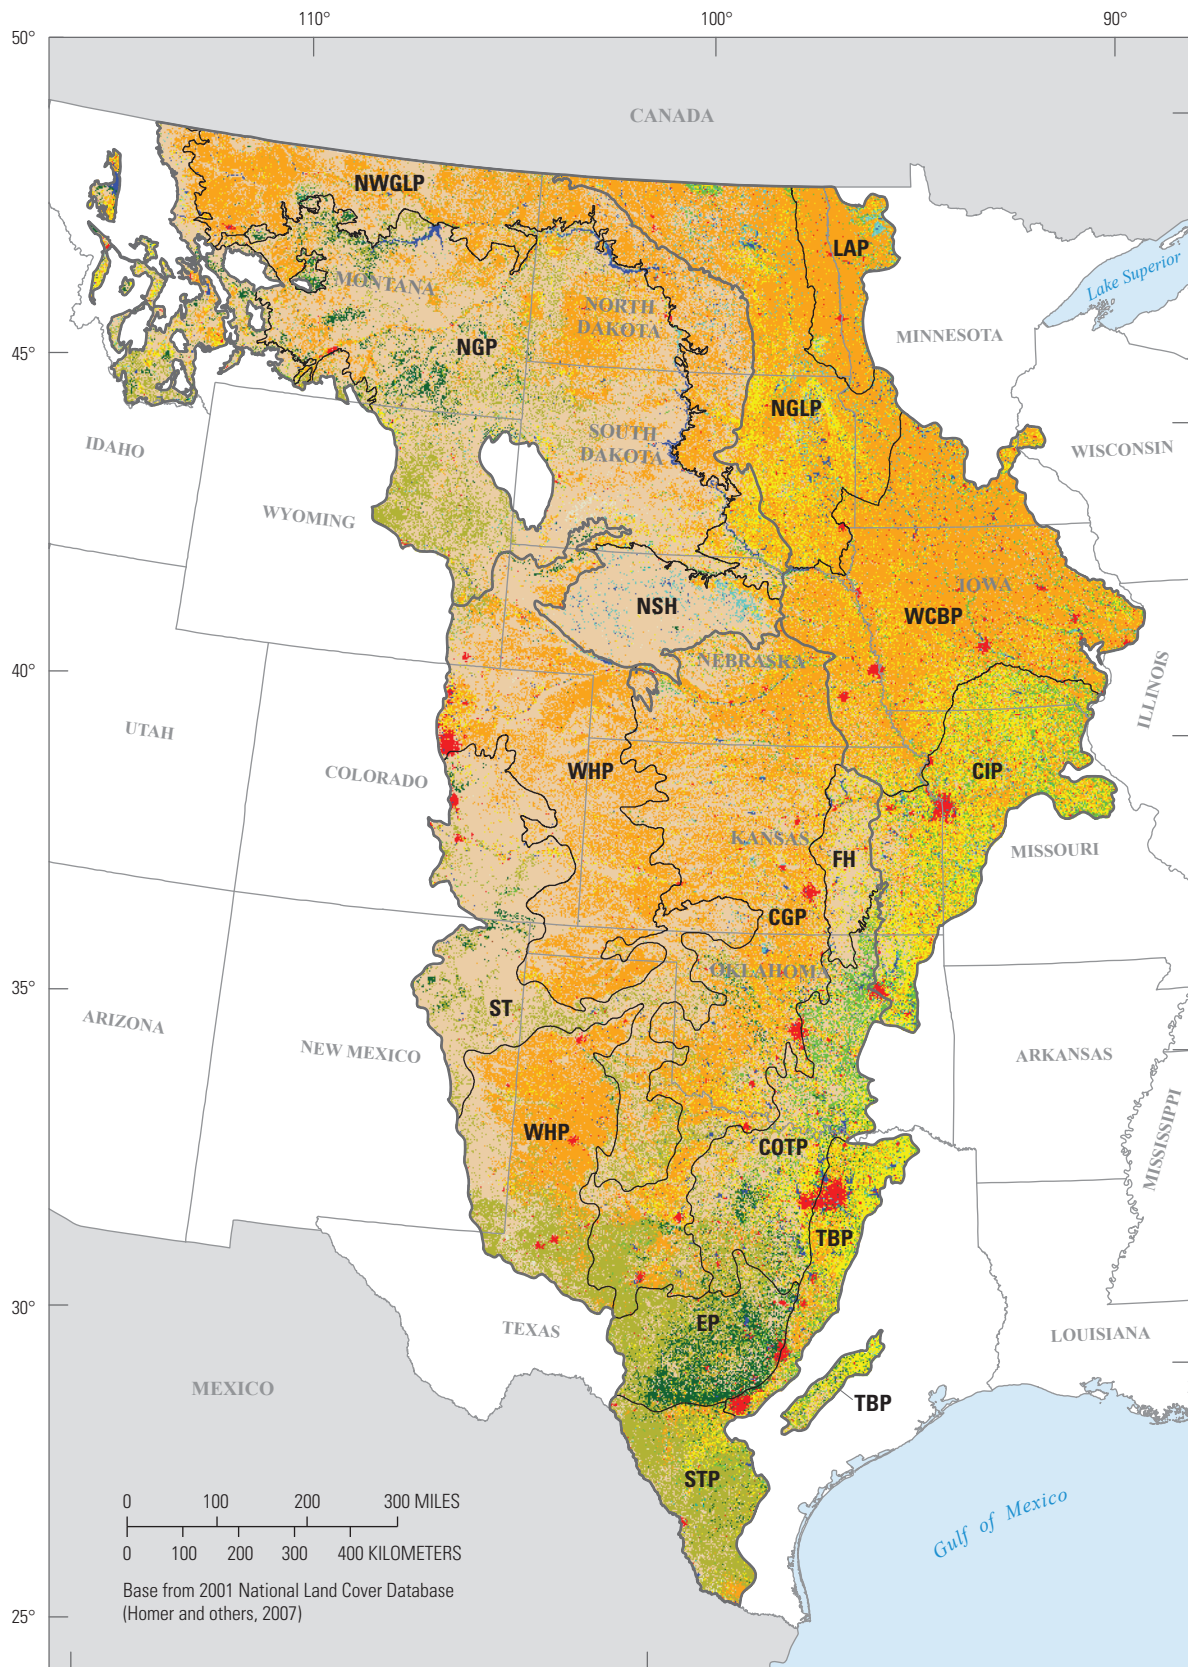 110°
100°
90°
50°
CANADA
NWGLP
LAP
Lake Superior
MONTANA
NORTH
DAKOTA
MINNESOTA
45°
NGP
NGLP
SOUTH
DAKOTA
IDAHO
WISCONSIN
WYOMING
IOWA
NSH
WCBP
NEBRASKA
40°
ILLINOIS
UTAH
COLORADO
WHP
CIP
KANSAS
FH
MISSOURI
CGP
OKLAHOMA
35°
ST
ARIZONA
NEW MEXICO
ARKANSAS
WHP
COTP
MISSISSIPPI
TBP
30°
EP
TEXAS
LOUISIANA
MEXICO
TBP
STP
0 100 200 300 MILES
Gulf of Mexico
0 100 200 300 400 KILOMETERS
Base from 2001 National Land Cover Database
(Homer and others, 2007)
25°